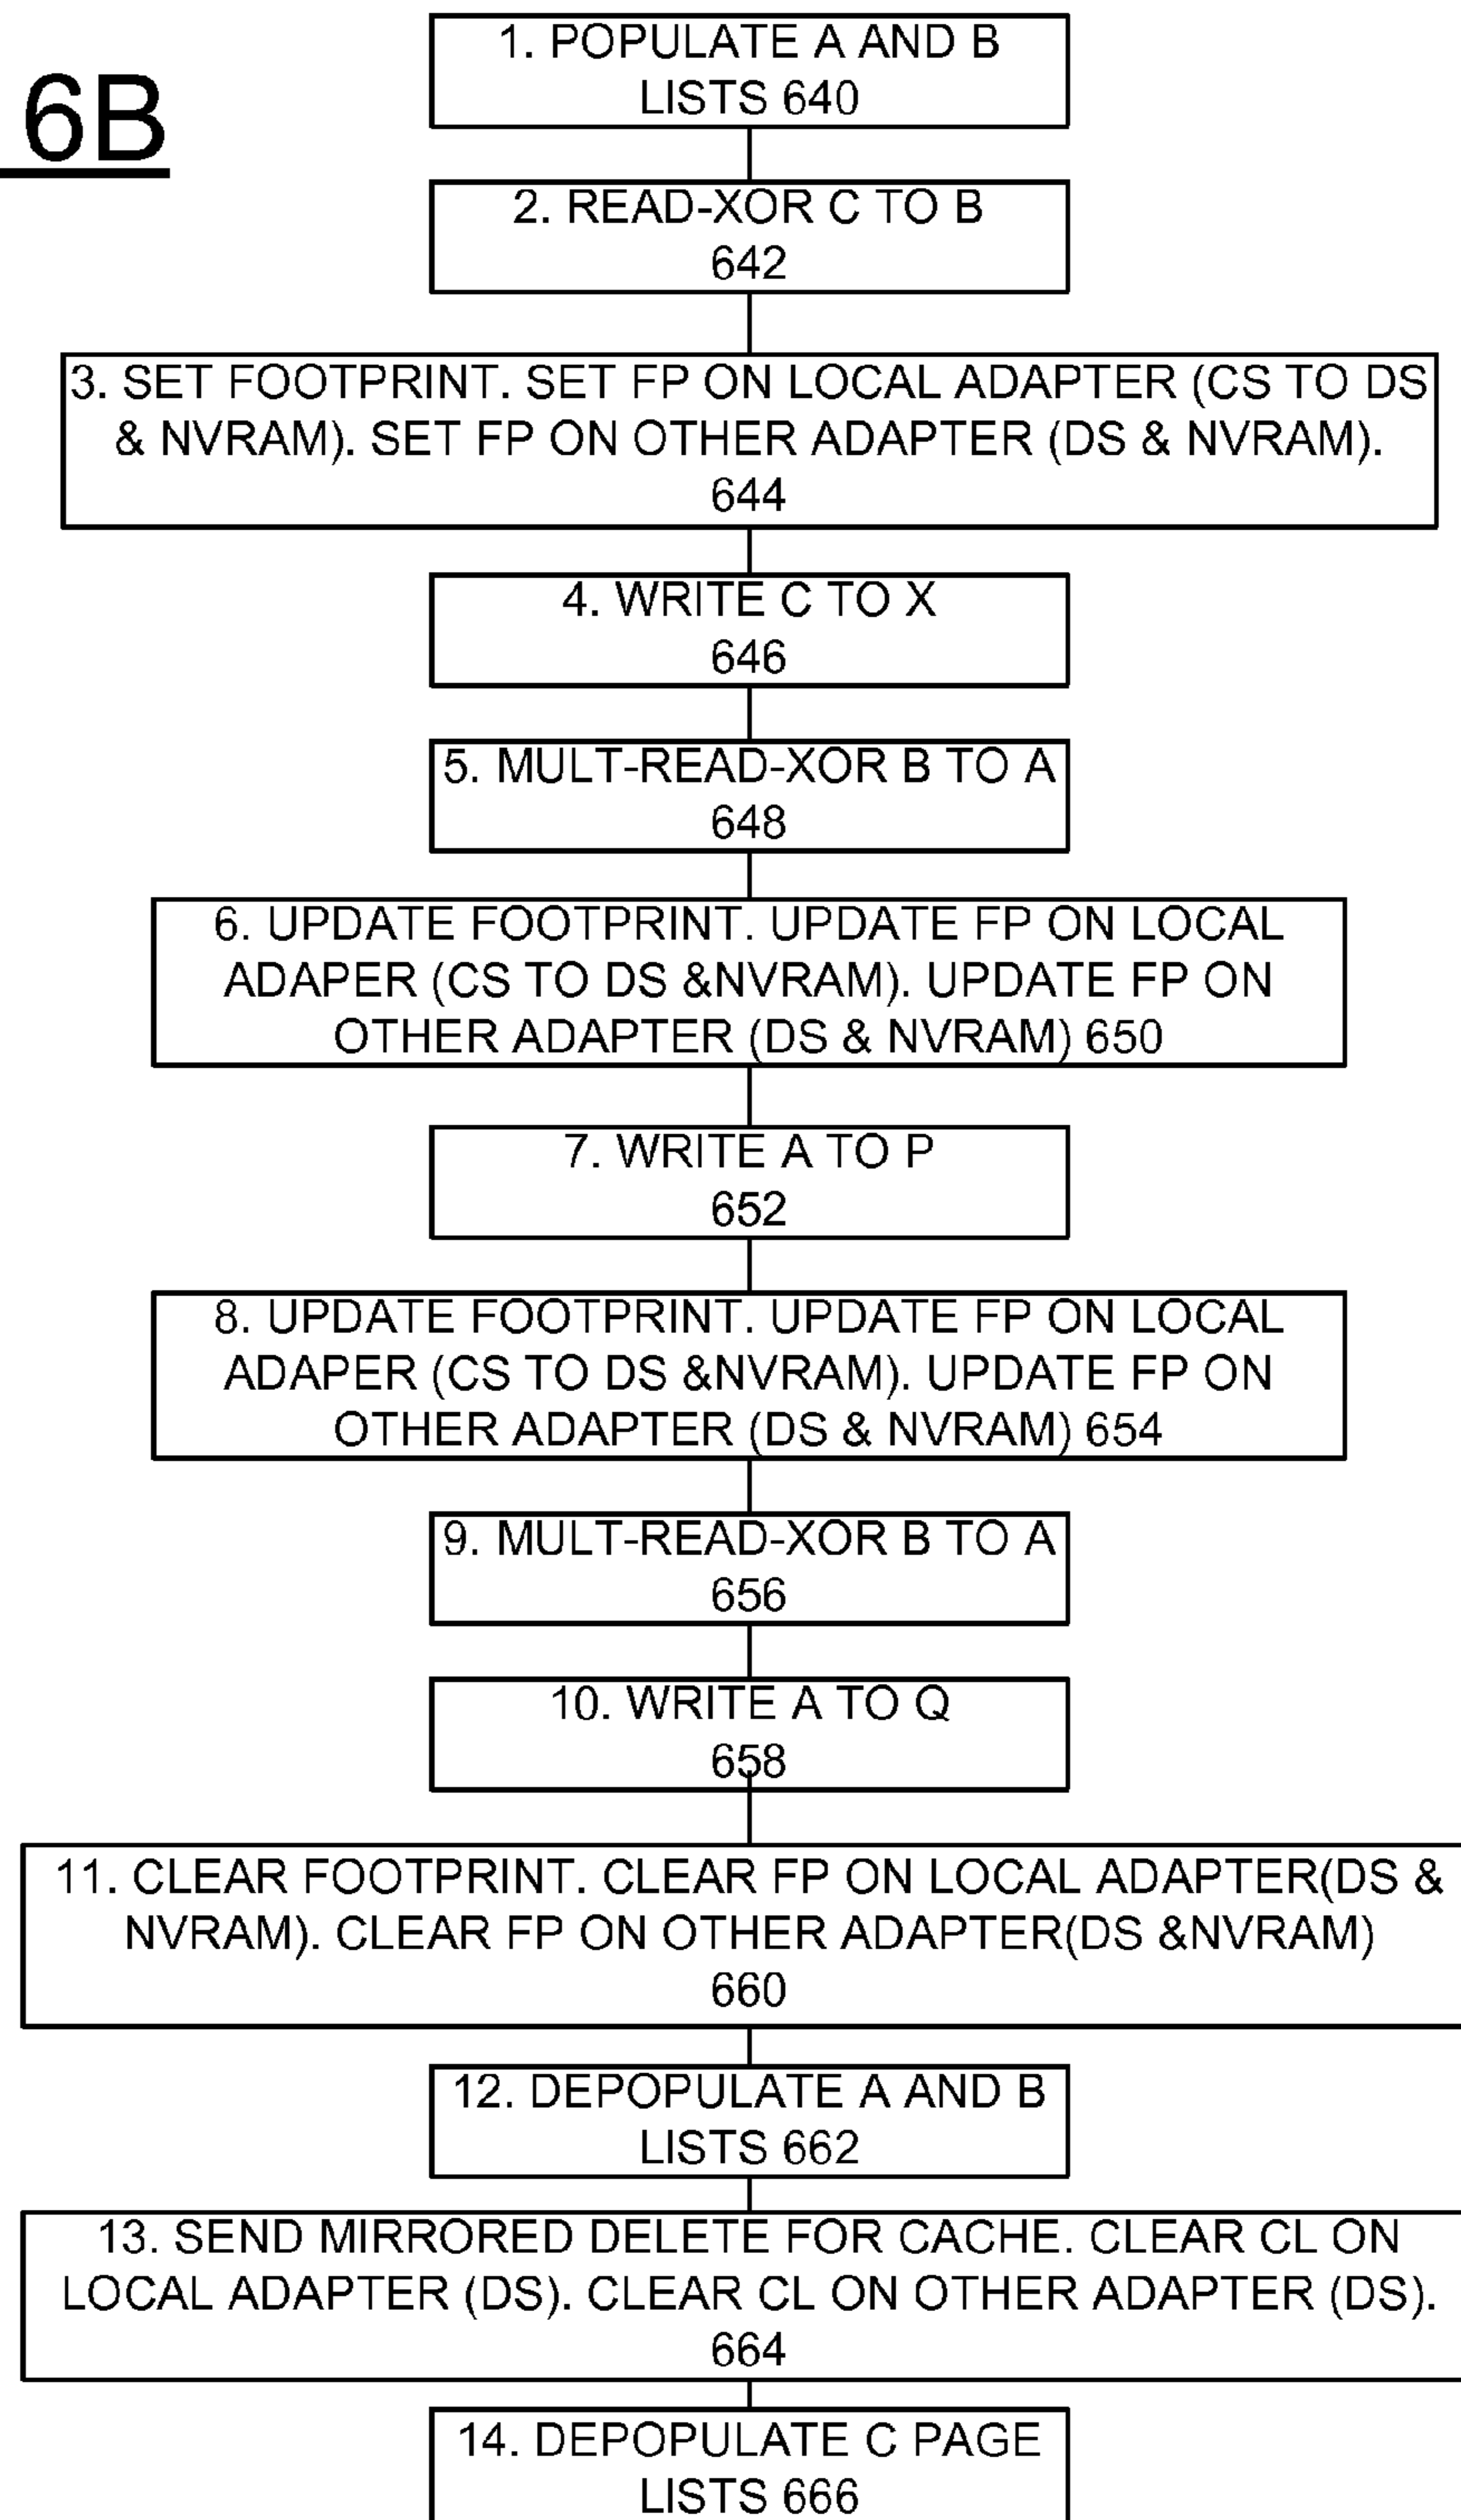 6B
1. POPULATE A AND B
LISTS 640
2. READ-XOR C TO B
642
3. SET FOOTPRINT. SET FP ON LOCAL ADAPTER (CS TO DS
& NVRAM). SET FP ON OTHER ADAPTER (DS & NVRAM).
644
4. WRITE C TO X
646
5. MULT-READ-XOR B TO A
648
6. UPDATE FOOTPRINT. UPDATE FP ON LOCAL
ADAPER (CS TO DS &NVRAM). UPDATE FP ON
OTHER ADAPTER (DS & NVRAM) 650
7. WRITE A TO P
652
8. UPDATE FOOTPRINT. UPDATE FP ON LOCAL
ADAPER (CS TO DS &NVRAM). UPDATE FP ON
OTHER ADAPTER (DS & NVRAM) 654
9. MULT-READ-XOR B TO A
656
10. WRITE A TO Q
658
11. CLEAR FOOTPRINT. CLEAR FP ON LOCAL ADAPTER(DS &
NVRAM). CLEAR FP ON OTHER ADAPTER(DS &NVRAM)
660
12. DEPOPULATE A AND B
LISTS 662
13. SEND MIRRORED DELETE FOR CACHE. CLEAR CL ON
LOCAL ADAPTER (DS). CLEAR CL ON OTHER ADAPTER (DS).
664
14. DEPOPULATE C PAGE
LISTS 666